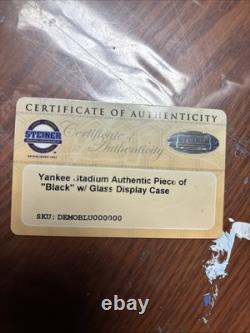 CERTIFICATE OF AUTHENTICITY
STEINER
Certificate of
Authenticity
Yankee Stadium Authentic Piece of
"Black" w/ Glass Display Case
SKU: DEMOBLU000000
ebay